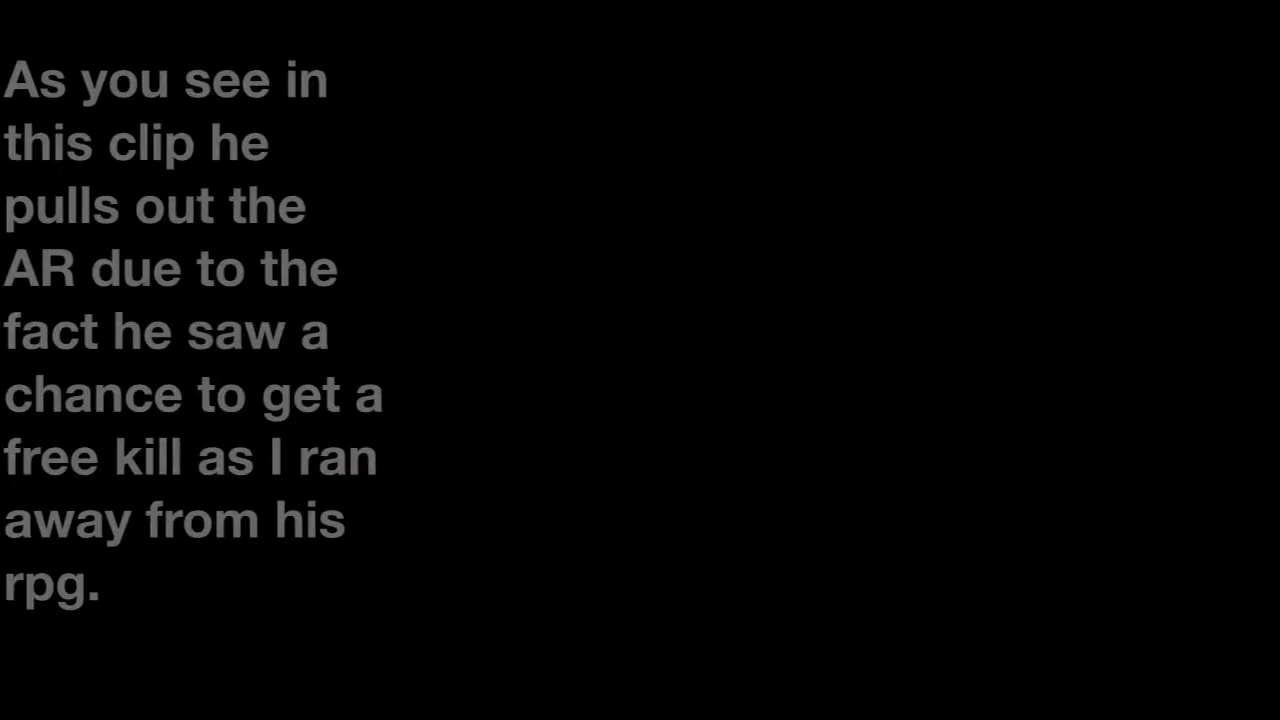 As you see in
this clip he
pulls out the
AR due to the
fact he saw a
chance to get a
free kill as I ran
away from his
rpg.